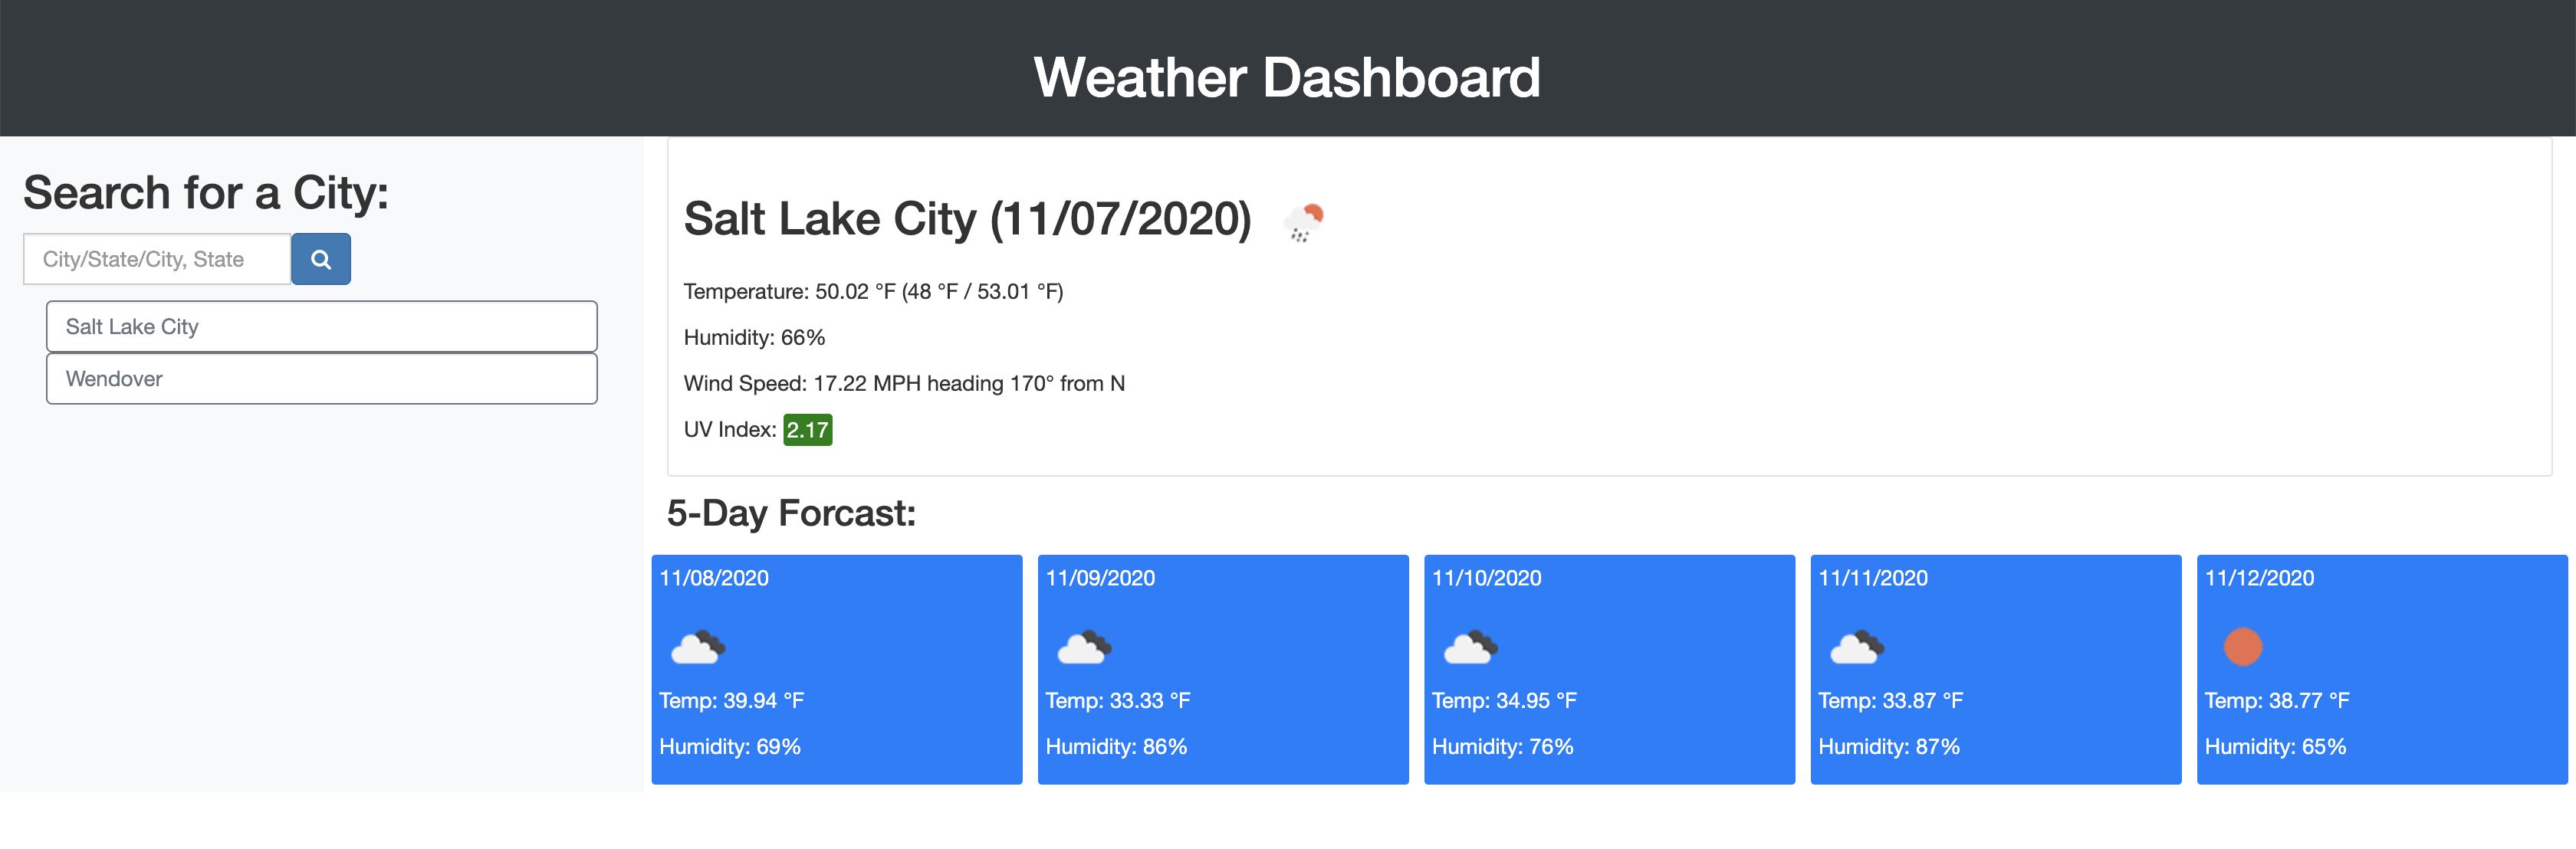 Weather Dashboard
Search for a City:
City/State/City, State
Salt Lake City
Wendover
Salt Lake City (11/07/2020)
Temperature: 50.02 °F (48 °F / 53.01 °F)
Humidity: 66%
Wind Speed: 17.22 MPH heading 170° from N
UV Index: 2.17
5-Day Forcast:
11/08/2020
Temp: 39.94 °F
Humidity: 69%
11/09/2020
Temp: 33.33 °F
Humidity: 86%
11/10/2020
Temp: 34.95 °F
Humidity: 76%
11/11/2020
Temp: 33.87 °F
Humidity: 87%
11/12/2020
Temp: 38.77 °F
Humidity: 65%